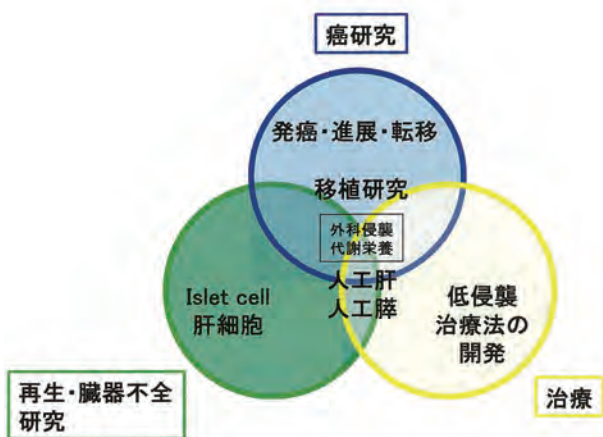 癌研究
発癌・進展・転移
移植研究
外科侵襲
代謝栄養
人工肝
人工膵
Islet cell
肝細胞
低侵襲
治療法の
開発
再生・臓器不全
研究
治療